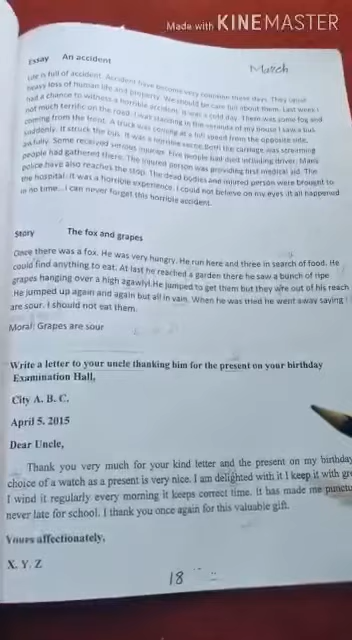 Made with KINEMASTER
Essay An accident
March
Life is full of accident. Accident have become very common these days. They cause
heavy loss of human life and property. We should be care full about them. Last week I
had a chance to witness a horrible accident. It was a cold day. There was some fog and
not much terrific on the road. I was standing in the veranda of my house I saw a bus
coming from the front. A truck was coming at a full speed from the opposite side.
suddenly. It struck the bus. It was a horrible scene. Both the carriage was screaming
awfully. Some received serious injuries. Five people had died including driver. Many
people had gathered there. The injured person was providing first medical aid. The
police have also reaches the stop. The dead bodies and injured person were brought to
the hospital. It was a horrible experience. I could not believe on my eyes .It all happened
in no time... I can never forget this horrible accident.
Story The fox and grapes
Once there was a fox. He was very hungry. He run here and three in search of food. He
could find anything to eat. At last he reached a garden there he saw a bunch of ripe
grapes hanging over a high .He jumped to get them but they were out of his reach
He jumped up again and again but all in vain. When he was tried he went away saying
are sour. I should not eat them.
Moral: Grapes are sour
Write a letter to your uncle thanking him for the present on your birthday
Examination Hall,
City A. B. C.
April 5. 2015
Dear Uncle,
Thank you very much for your kind letter and the present on my birthday
choice of a watch as a present is very nice. I am delighted with it I keep it with
I wind it regularly every morning it keeps correct time. It has made me
never late for school. I thank you once again for this valuable gift.
Yours affectionately,
X. Y. Z
18